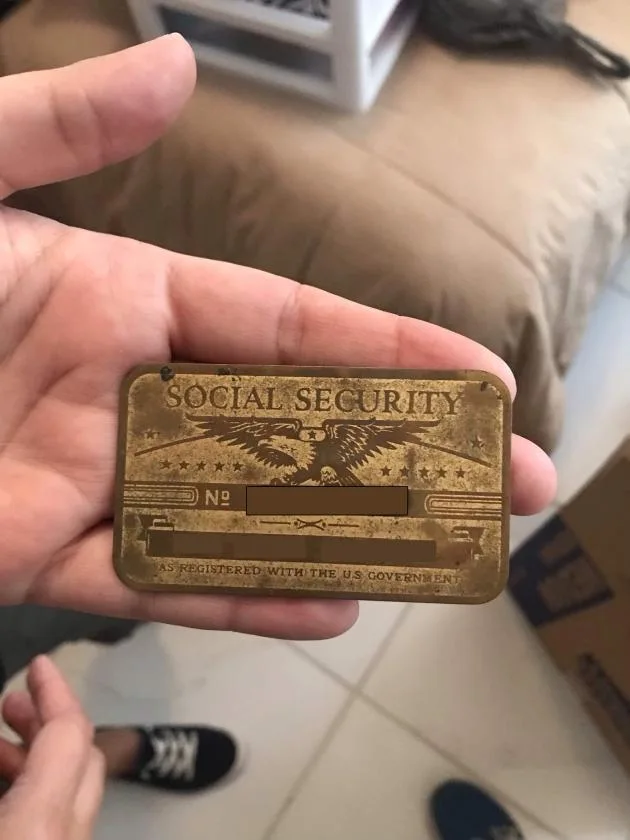 SOCIAL SECURITY
Nº
AS REGISTERED WITH THE U.S GOVERNMENT